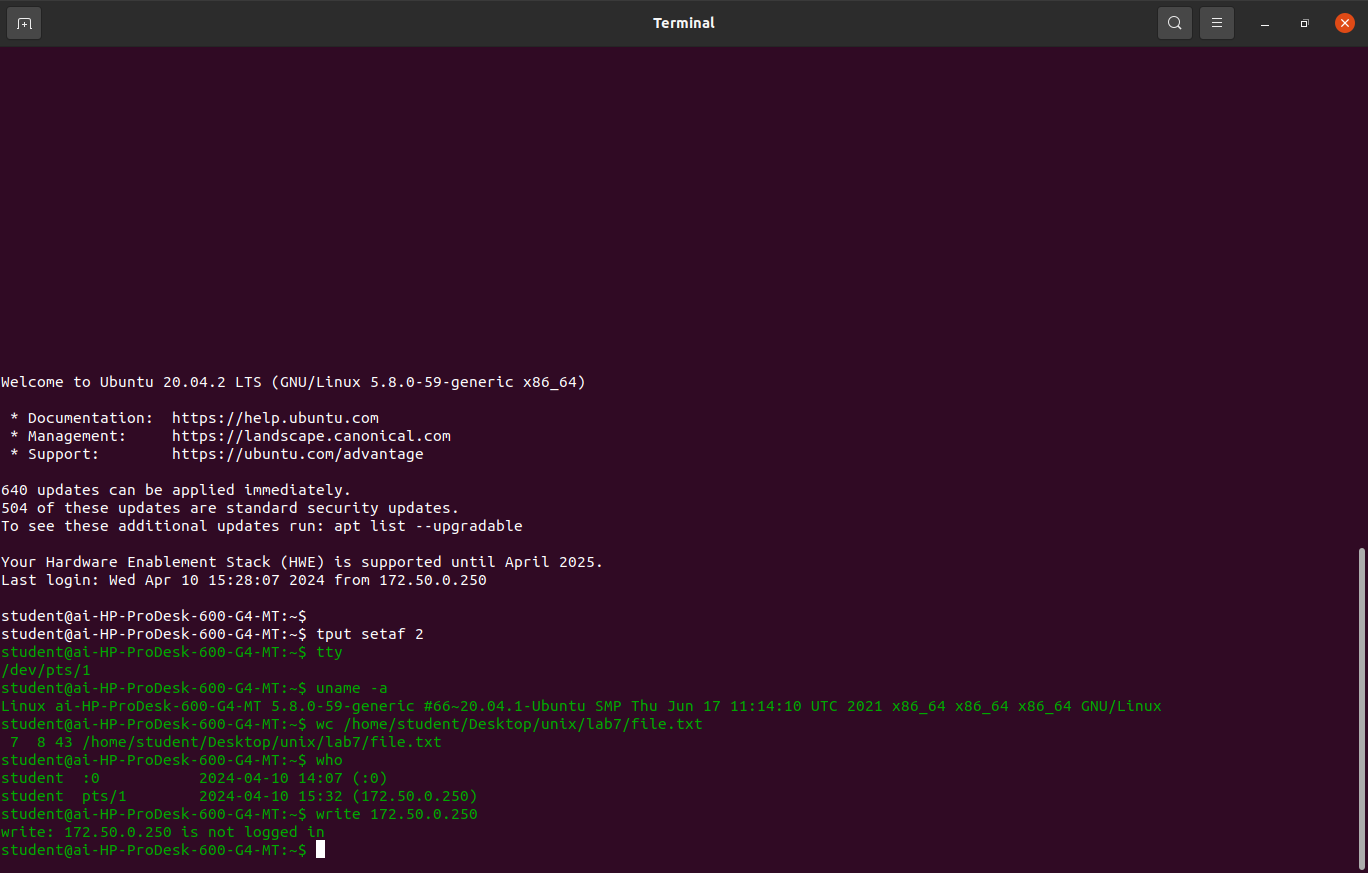 Terminal
Welcome to Ubuntu 20.04.2 LTS (GNU/Linux 5.8.0-59-generic x86_64)
 * Documentation:  https://help.ubuntu.com
 * Management:     https://landscape.canonical.com
 * Support:        https://ubuntu.com/advantage
640 updates can be applied immediately.
504 of these updates are standard security updates.
To see these additional updates run: apt list --upgradable
Your Hardware Enablement Stack (HWE) is supported until April 2025.
Last login: Wed Apr 10 15:28:07 2024 from 172.50.0.250
student@ai-HP-ProDesk-600-G4-MT:~$
student@ai-HP-ProDesk-600-G4-MT:~$ tput setaf 2
student@ai-HP-ProDesk-600-G4-MT:~$ tty
/dev/pts/1
student@ai-HP-ProDesk-600-G4-MT:~$ uname -a
Linux ai-HP-ProDesk-600-G4-MT 5.8.0-59-generic #66~20.04.1-Ubuntu SMP Thu Jun 17 11:14:10 UTC 2021 x86_64 x86_64 x86_64 GNU/Linux
student@ai-HP-ProDesk-600-G4-MT:~$ wc /home/student/Desktop/unix/lab7/file.txt
 7  8 43 /home/student/Desktop/unix/lab7/file.txt
student@ai-HP-ProDesk-600-G4-MT:~$ who
student  :0           2024-04-10 14:07 (:0)
student  pts/1        2024-04-10 15:32 (172.50.0.250)
student@ai-HP-ProDesk-600-G4-MT:~$ write 172.50.0.250
write: 172.50.0.250 is not logged in
student@ai-HP-ProDesk-600-G4-MT:~$